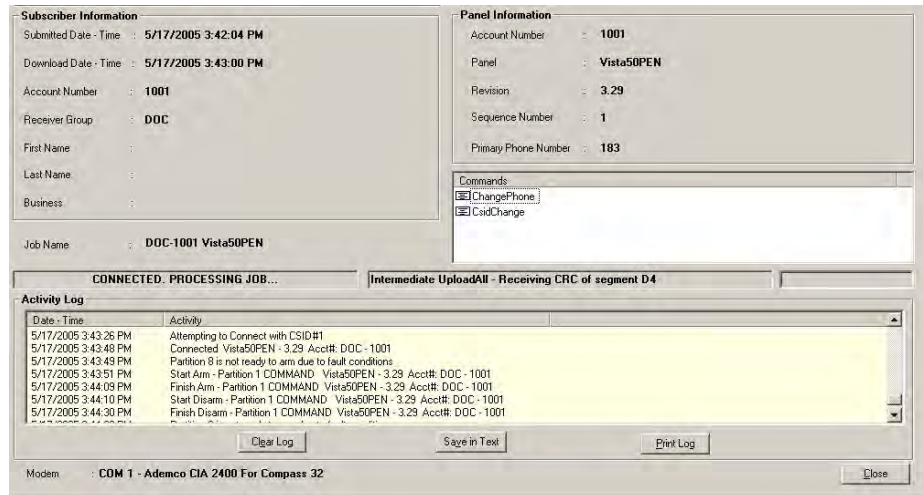 Subscriber Information
Submitted Date - Time : 5/17/2005 3:42:04 PM
Download Date - Time : 5/17/2005 3:43:00 PM
Account Number : 1001
Receiver Group : DOC
First Name :
Last Name :
Business :
Job Name : DOC-1001 Vista50PEN
Panel Information
Account Number : 1001
Panel : Vista50PEN
Revision : 3.29
Sequence Number : 1
Primary Phone Number : 183
Commands
ChangePhone
CsidChange
CONNECTED. PROCESSING JOB...
Intermediate UploadAll - Receiving CRC of segment D4
Activity Log
Date - Time Activity
5/17/2005 3:43:26 PM Attempting to Connect with CSID#1
5/17/2005 3:43:48 PM Connected Vista50PEN - 3.29 Acct#: DOC - 1001
5/17/2005 3:43:49 PM Partition 8 is not ready to arm due to fault conditions
5/17/2005 3:43:51 PM Start Arm - Partition 1 COMMAND Vista50PEN - 3.29 Acct#: DOC - 1001
5/17/2005 3:44:09 PM Finish Arm - Partition 1 COMMAND Vista50PEN - 3.29 Acct#: DOC - 1001
5/17/2005 3:44:10 PM Start Disarm - Partition 1 COMMAND Vista50PEN - 3.29 Acct#: DOC - 1001
5/17/2005 3:44:30 PM Finish Disarm - Partition 1 COMMAND Vista50PEN - 3.29 Acct#: DOC - 1001
Clear Log
Save in Text
Print Log
Modem : COM 1 - Ademco CIA 2400 For Compass 32
Close